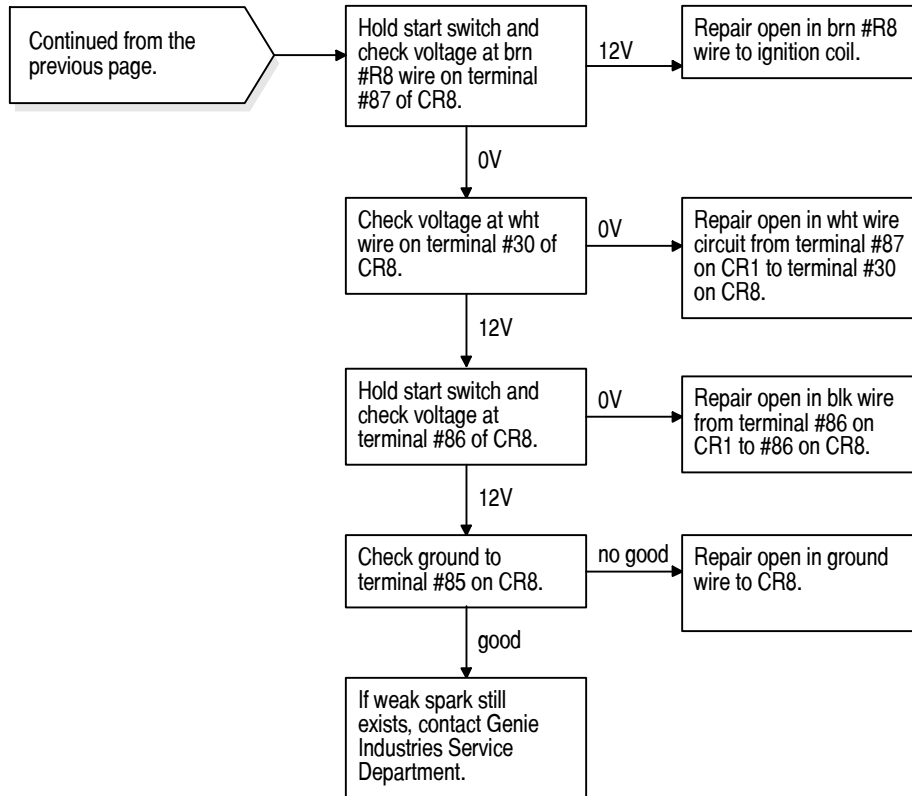 Continued from the
previous page.
Hold start switch and
check voltage at brn
#R8 wire on terminal
#87 of CR8.
12V
Repair open in brn #R8
wire to ignition coil.
0V
Check voltage at wht
wire on terminal #30 of
CR8.
0V
Repair open in wht wire
circuit from terminal #87
on CR1 to terminal #30
on CR8.
12V
Hold start switch and
check voltage at
terminal #86 of CR8.
0V
Repair open in blk wire
from terminal #86 on
CR1 to #86 on CR8.
12V
Check ground to
terminal #85 on CR8.
no good
Repair open in ground
wire to CR8.
good
If weak spark still
exists, contact Genie
Industries Service
Department.